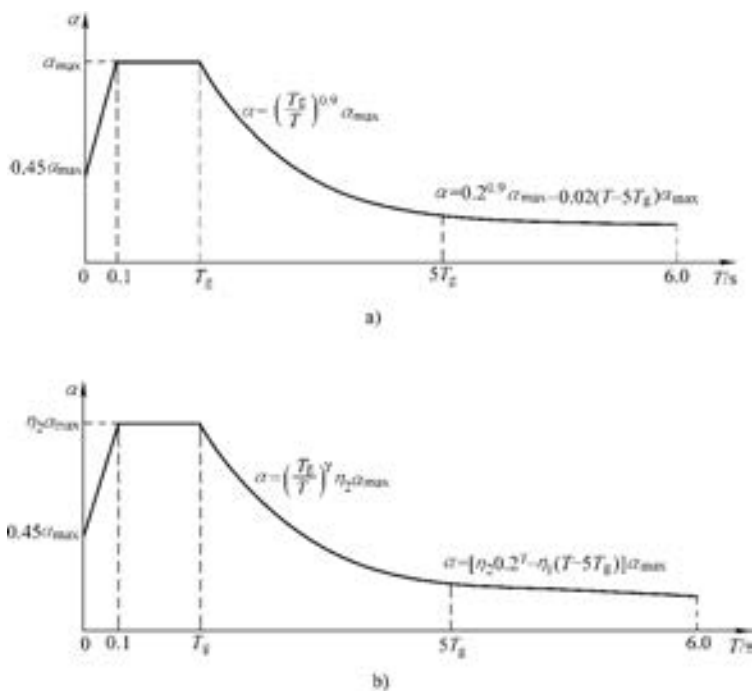 α
α_max
α=(T_g/T)^0.9 α_max
0.45α_max
α=0.2^0.9 α_max−0.02(T−5T_g)α_max
0 0.1 T_g 5T_g 6.0 T/s
a)
α
η_2α_max
α=(T_g/T)^γ η_2α_max
0.45α_max
α=[η_2 0.2^γ−η_1(T−5T_g)]α_max
0 0.1 T_g 5T_g 6.0 T/s
b)